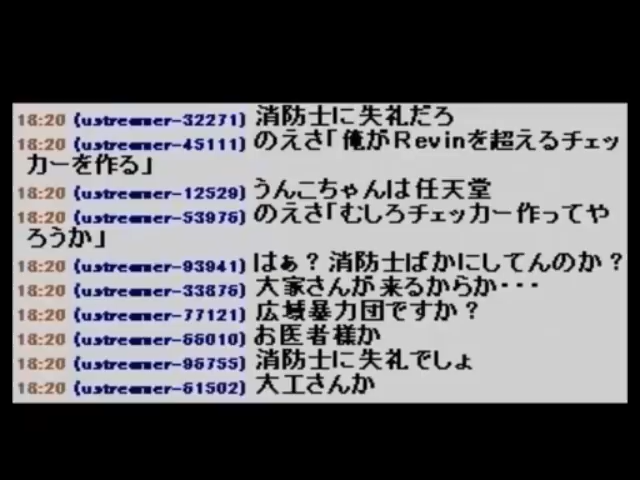 18:20 (ustreamer-32271) 消防士に失礼だろ
18:20 (ustreamer-45111) のえさ「俺がRevinを超えるチェッ
カーを作る」
18:20 (ustreamer-12529) うんこちゃんは任天堂
18:20 (ustreamer-53975) のえさ「むしろチェッカー作ってや
ろうか」
18:20 (ustreamer-93941) はぁ？消防士ばかにしてんのか？
18:20 (ustreamer-33875) 大家さんが来るからか・・・
18:20 (ustreamer-77121) 広域暴力団ですか？
18:20 (ustreamer-55010) お医者様か
18:20 (ustreamer-95755) 消防士に失礼でしょ
18:20 (ustreamer-51502) 大工さんか